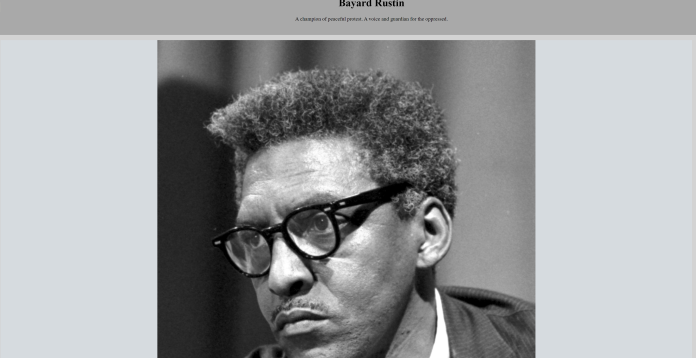 Bayard Rustin
A champion of peaceful protest. A voice and guardian for the oppressed.